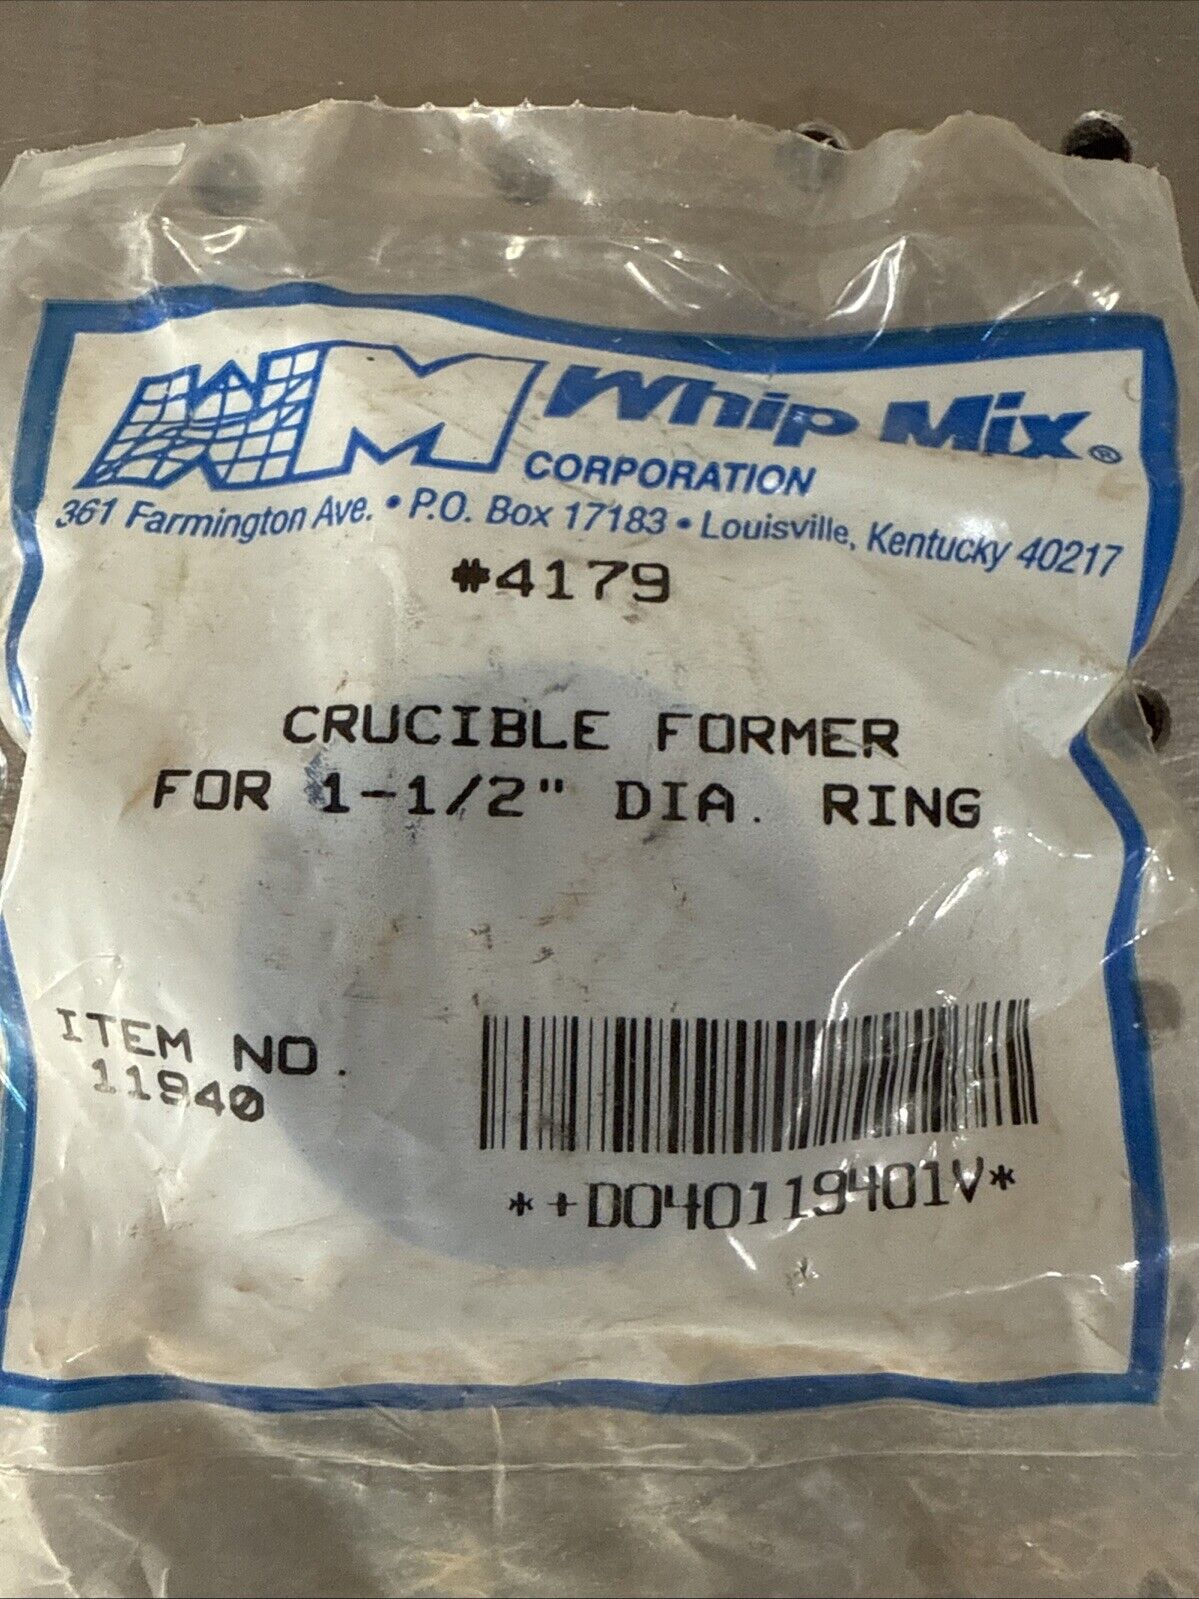 WM Whip Mix®
CORPORATION
361 Farmington Ave. • P.O. Box 17183 • Louisville, Kentucky 40217
#4179
CRUCIBLE FORMER
FOR 1-1/2" DIA. RING
ITEM NO.
11940
*+D040119401V*